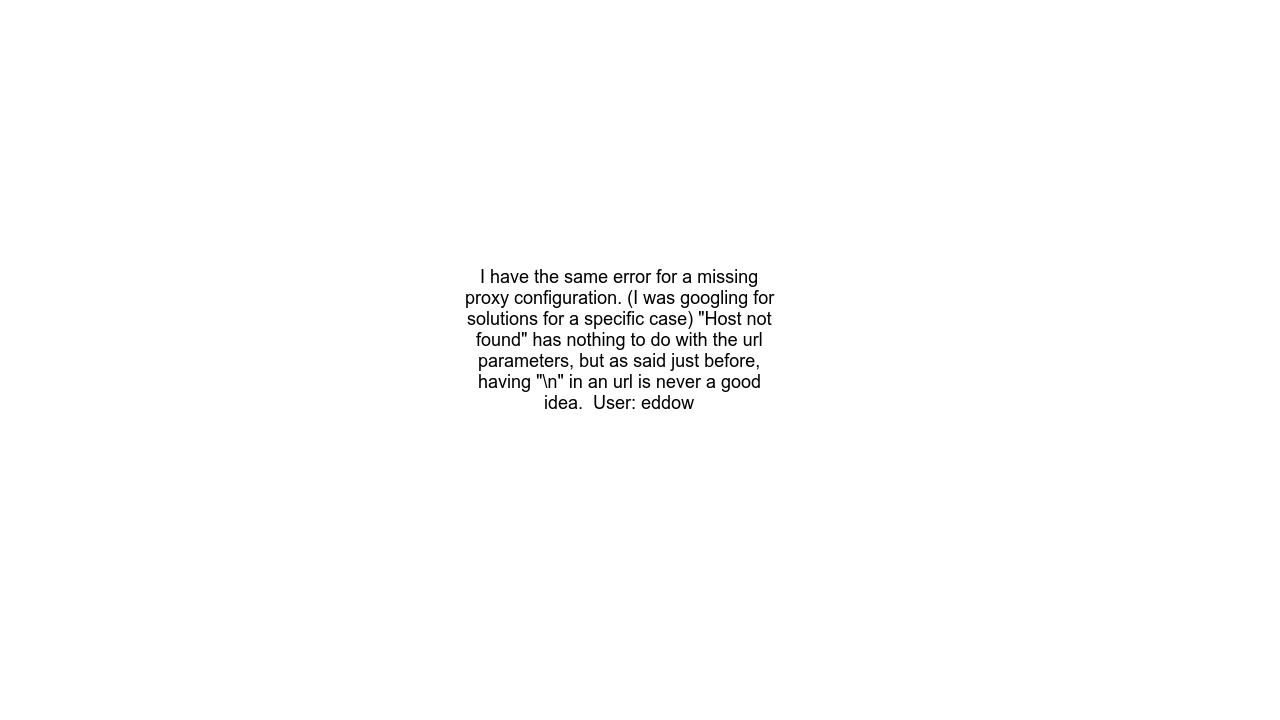 I have the same error for a missing
proxy configuration. (I was googling for
solutions for a specific case) "Host not
found" has nothing to do with the url
parameters, but as said just before,
having "\n" in an url is never a good
idea.  User: eddow